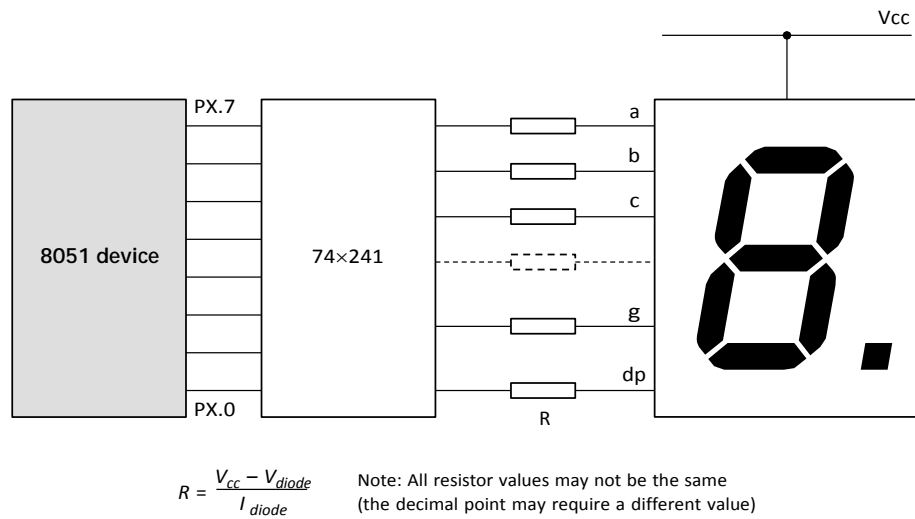 Vcc
PX.7
a
b
c
8051 device
74×241
g
dp
PX.0
R
R = Vcc – Vdiode / I diode
Note: All resistor values may not be the same
(the decimal point may require a different value)